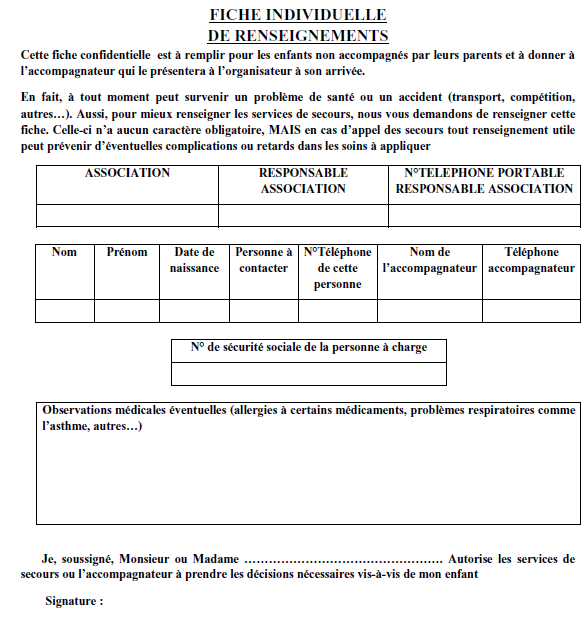 FICHE INDIVIDUELLE
DE RENSEIGNEMENTS
Cette fiche confidentielle est à remplir pour les enfants non accompagnés par leurs parents et à donner à
l'accompagnateur qui le présentera à l'organisateur à son arrivée.
En fait, à tout moment peut survenir un problème de santé ou un accident (transport, compétition,
autres…). Aussi, pour mieux renseigner les services de secours, nous vous demandons de renseigner cette
fiche. Celle-ci n'a aucun caractère obligatoire, MAIS en cas d'appel des secours tout renseignement utile
peut prévenir d'éventuelles complications ou retards dans les soins à appliquer
ASSOCIATION
RESPONSABLE
ASSOCIATION
N°TELEPHONE PORTABLE
RESPONSABLE ASSOCIATION
Nom
Prénom
Date de
naissance
Personne à
contacter
N°Téléphone
de cette
personne
Nom de
l'accompagnateur
Téléphone
accompagnateur
N° de sécurité sociale de la personne à charge
Observations médicales éventuelles (allergies à certains médicaments, problèmes respiratoires comme
l'asthme, autres…)
Je, soussigné, Monsieur ou Madame ………………………………………… Autorise les services de
secours ou l'accompagnateur à prendre les décisions nécessaires vis-à-vis de mon enfant
Signature :